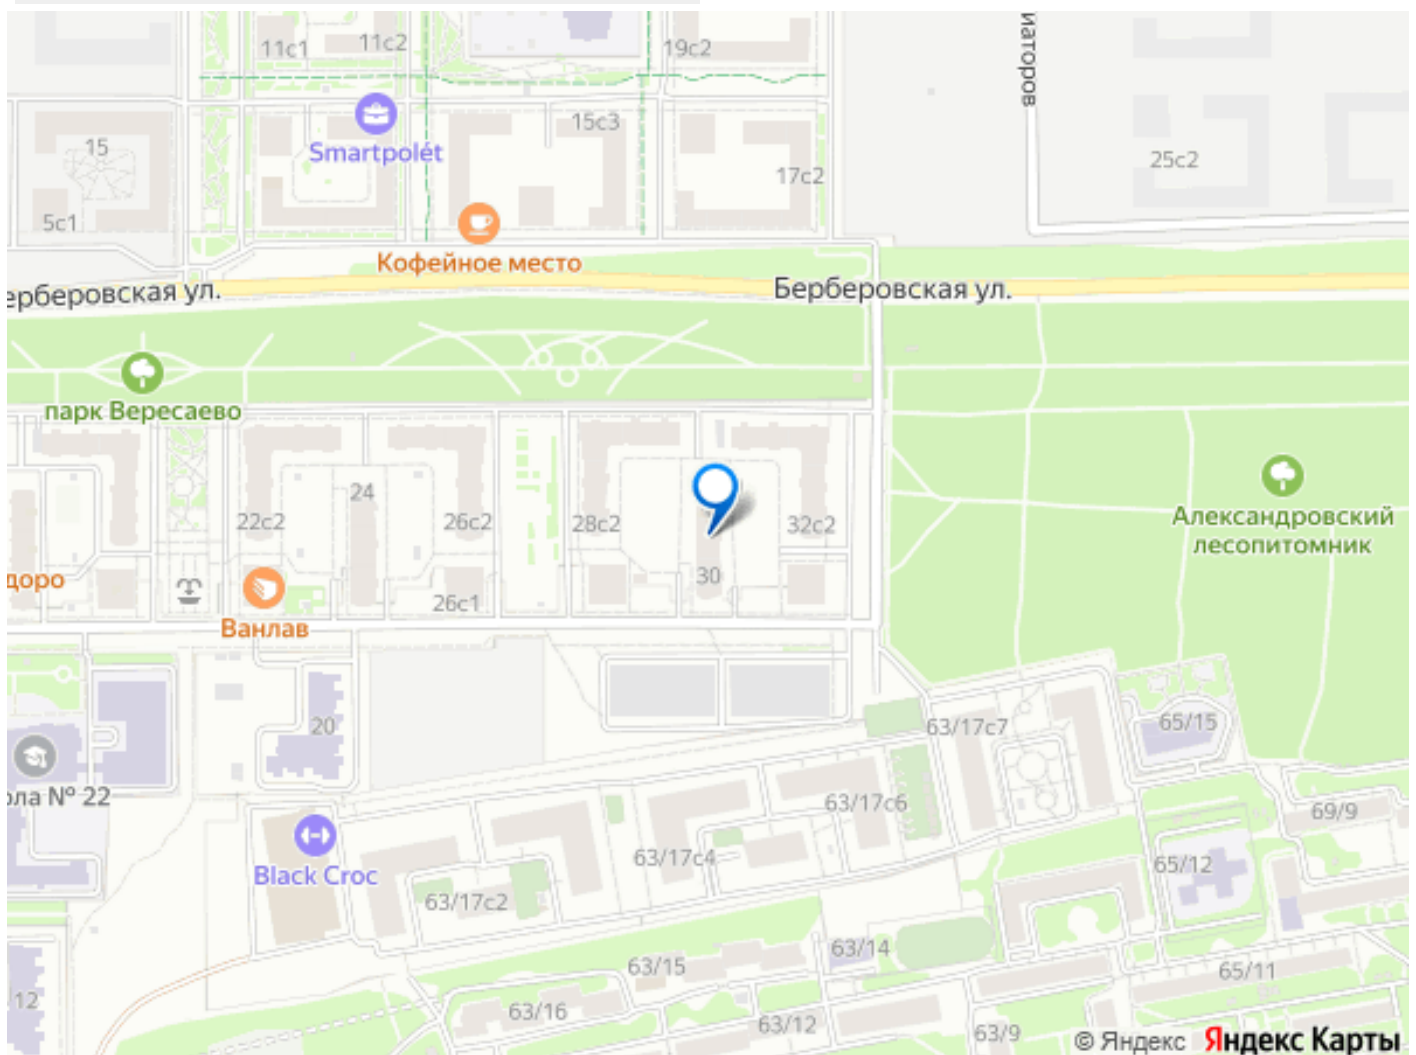 11с1
11с2
19с2
иаторов
15
Smartpolét
15с3
25с2
17с2
5с1
Кофейное место
ерберовская ул.
Берберовская ул.
парк Вересаево
24
22с2
26с2
28с2
32с2
Александровский
лесопитомник
доро
30
26с1
Ванлав
20
63/17с7
65/15
ола № 22
63/17с6
69/9
Black Croc
63/17с4
65/12
63/17с2
63/14
63/15
65/11
12
63/16
63/12
63/9
© Яндекс Яндекс Карты